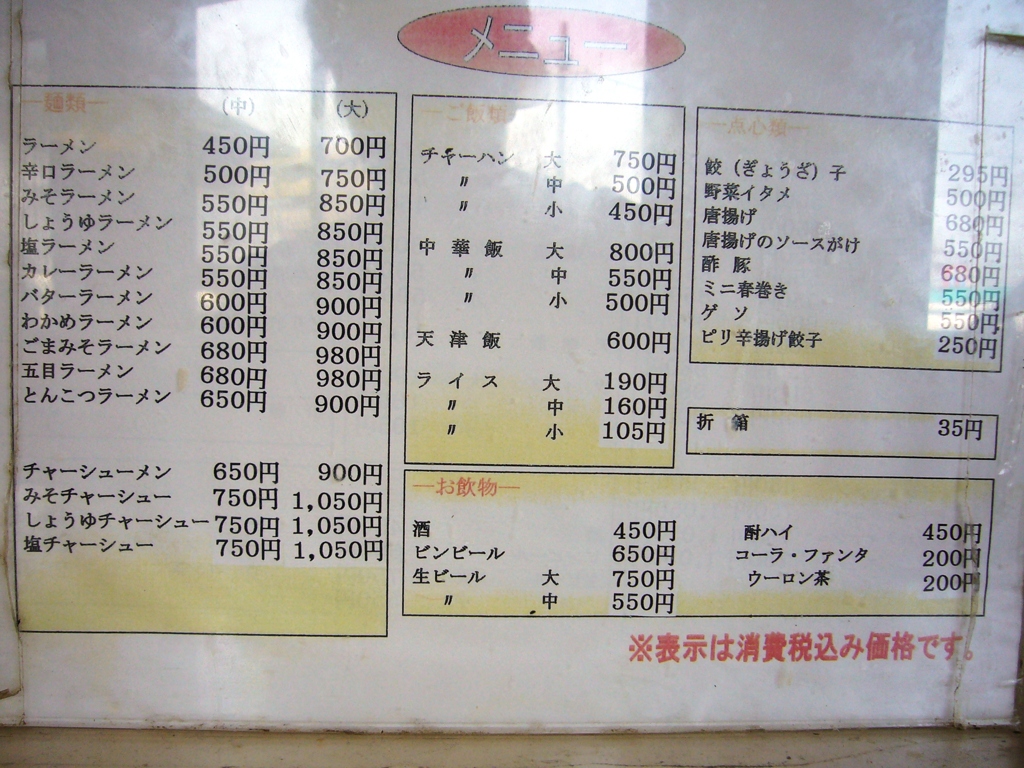 メニュー
―麺類― (中) (大)
ラーメン 450円 700円
辛口ラーメン 500円 750円
みそラーメン 550円 850円
しょうゆラーメン 550円 850円
塩ラーメン 550円 850円
カレーラーメン 550円 850円
バターラーメン 600円 900円
わかめラーメン 600円 900円
ごまみそラーメン 680円 980円
五目ラーメン 680円 980円
とんこつラーメン 650円 900円
チャーシューメン 650円 900円
みそチャーシュー 750円 1,050円
しょうゆチャーシュー 750円 1,050円
塩チャーシュー 750円 1,050円
―ご飯類―
チャーハン 大 750円
〃 中 500円
〃 小 450円
中華飯 大 800円
〃 中 550円
〃 小 500円
天津飯 600円
ライス 大 190円
〃 中 160円
〃 小 105円
―点心類―
餃（ぎょうざ）子 295円
野菜イタメ 500円
唐揚げ 680円
唐揚げのソースがけ 550円
酢豚 680円
ミニ春巻き 550円
ゲソ 550円
ピリ辛揚げ餃子 250円
折箱 35円
―お飲物―
酒 450円 酎ハイ 450円
ビンビール 650円 コーラ・ファンタ 200円
生ビール 大 750円 ウーロン茶 200円
〃 中 550円
※表示は消費税込み価格です。